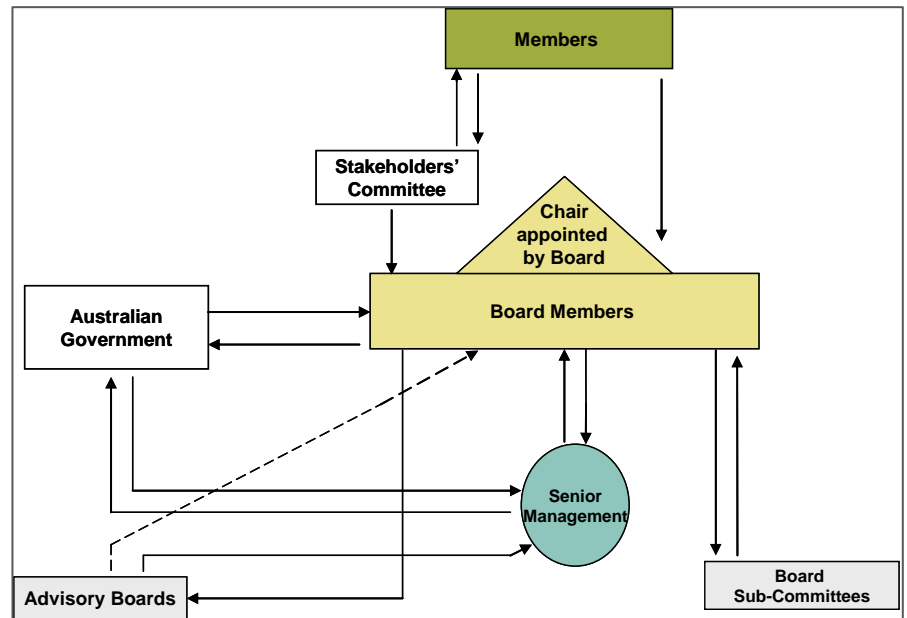 Members
Stakeholders’
Committee
Chair
appointed
by Board
Board Members
Australian
Government
Senior
Management
Advisory Boards
Board
Sub-Committees